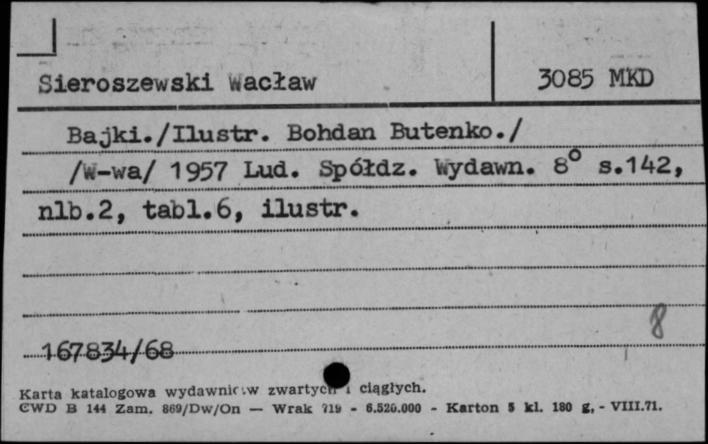 Sieroszewski Wacław
3085 MKD
Bajki./Ilustr. Bohdan Butenko./
/W-wa/ 1957 Lud. Spółdz. Wydawn. 8° s.142,
nlb.2, tabl.6, ilustr.
8
167834/68
Karta katalogowa wydawnictw zwartych i ciągłych.
CWD B 144 Zam. 869/Dw/On — Wrak 719 - 6.520.000 - Karton 5 kl. 180 g, - VIII.71.